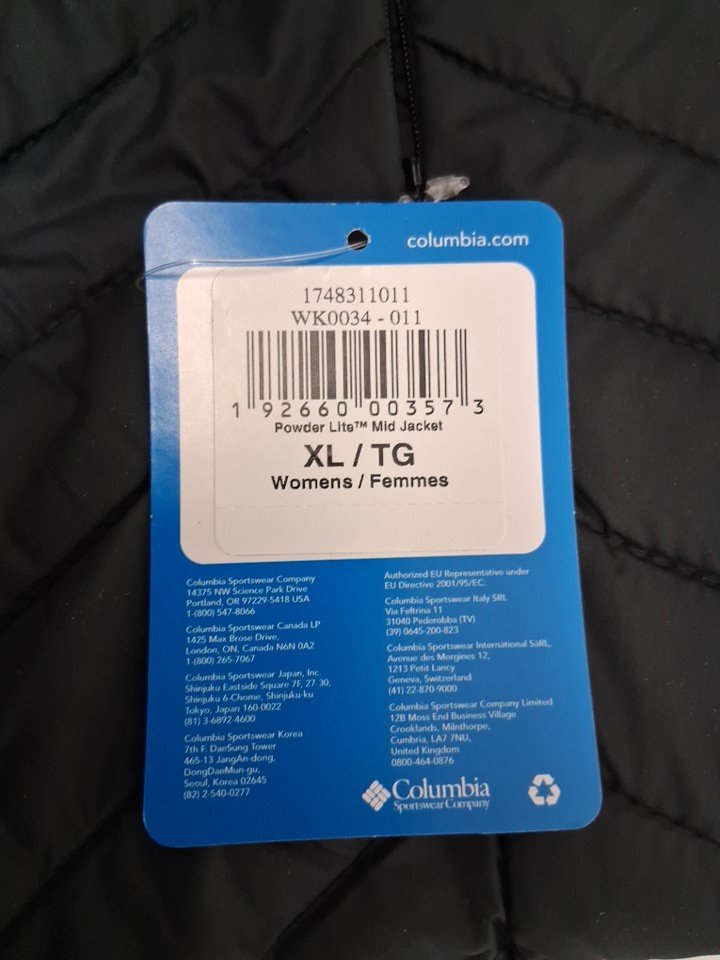 columbia.com
1748311011
WK0034 - 011
1 92660 00357 3
Powder Lite™ Mid Jacket
XL / TG
Womens / Femmes
Columbia Sportswear Company
14375 NW Science Park Drive
Portland, OR 97229-5418 USA
1-(800) 547-8066
Columbia Sportswear Canada LP
1425 Max Brose Drive,
London, ON, Canada N6N 0A2
1-(800) 265-7067
Columbia Sportswear Japan, Inc.
Shinjuku Eastside Square 7F, 27-30,
Shinjuku 6-Chome, Shinjuku-ku
Tokyo, Japan 160-0022
(81) 3-6892-4600
Columbia Sportswear Korea
7th F. DaeSung Tower
465-13 JangAn-dong,
DongDaeMun-gu,
Seoul, Korea 02645
(82) 2-540-0277
Authorized EU Representative under
EU Directive 2001/95/EC:
Columbia Sportswear Italy SRL
Via Feltrina 11
31040 Pederobba (TV)
(39) 0645-200-823
Columbia Sportswear International SàRL,
Avenue des Morgines 12,
1213 Petit Lancy
Geneva, Switzerland
(41) 22-870-9000
Columbia Sportswear Company Limited
12B Moss End Business Village
Crooklands, Milnthorpe,
Cumbria, LA7 7NU,
United Kingdom
0800-464-0876
Columbia
Sportswear Company